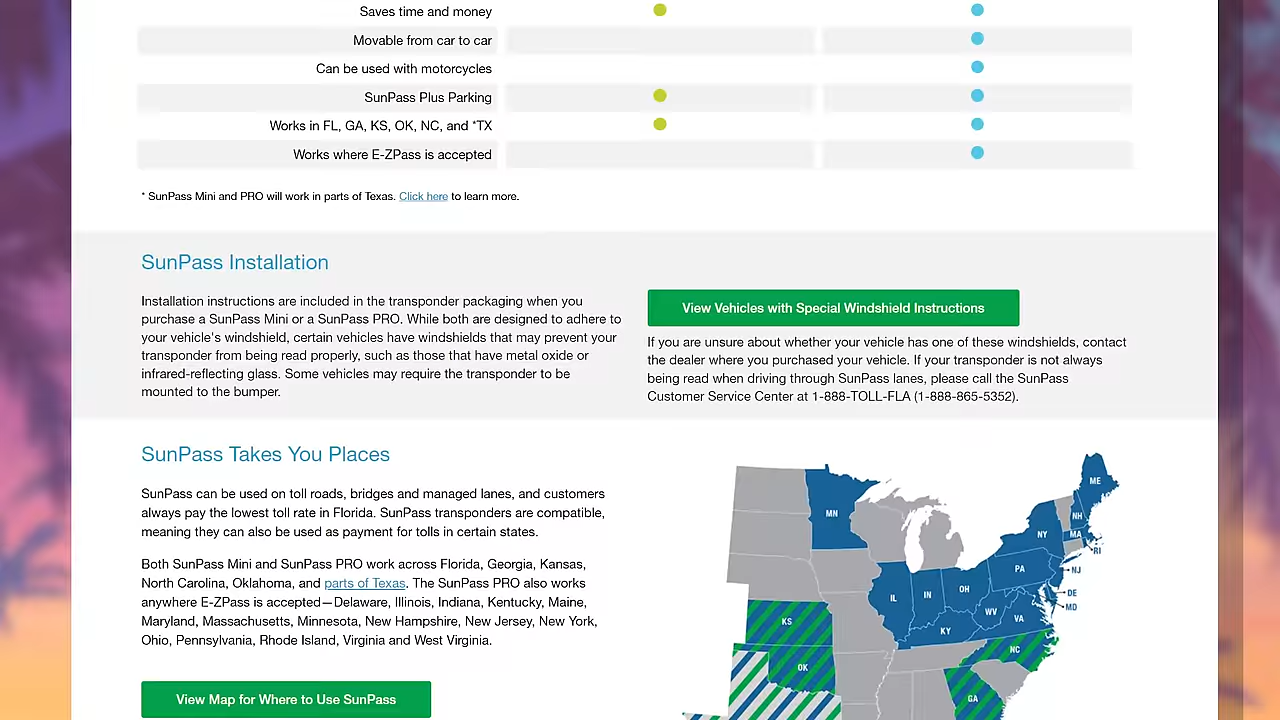 Saves time and money
Movable from car to car
Can be used with motorcycles
SunPass Plus Parking
Works in FL, GA, KS, OK, NC, and *TX
Works where E-ZPass is accepted
* SunPass Mini and PRO will work in parts of Texas. Click here to learn more.
SunPass Installation
Installation instructions are included in the transponder packaging when you
purchase a SunPass Mini or a SunPass PRO. While both are designed to adhere to
your vehicle's windshield, certain vehicles have windshields that may prevent your
transponder from being read properly, such as those that have metal oxide or
infrared-reflecting glass. Some vehicles may require the transponder to be
mounted to the bumper.
View Vehicles with Special Windshield Instructions
If you are unsure about whether your vehicle has one of these windshields, contact
the dealer where you purchased your vehicle. If your transponder is not always
being read when driving through SunPass lanes, please call the SunPass
Customer Service Center at 1-888-TOLL-FLA (1-888-865-5352).
SunPass Takes You Places
SunPass can be used on toll roads, bridges and managed lanes, and customers
always pay the lowest toll rate in Florida. SunPass transponders are compatible,
meaning they can also be used as payment for tolls in certain states.
Both SunPass Mini and SunPass PRO work across Florida, Georgia, Kansas,
North Carolina, Oklahoma, and parts of Texas. The SunPass PRO also works
anywhere E-ZPass is accepted—Delaware, Illinois, Indiana, Kentucky, Maine,
Maryland, Massachusetts, Minnesota, New Hampshire, New Jersey, New York,
Ohio, Pennsylvania, Rhode Island, Virginia and West Virginia.
View Map for Where to Use SunPass
ME
MN
NH
NY
MA
RI
PA
NJ
OH
IN
IL
DE
MD
WV
VA
KS
KY
NC
OK
GA